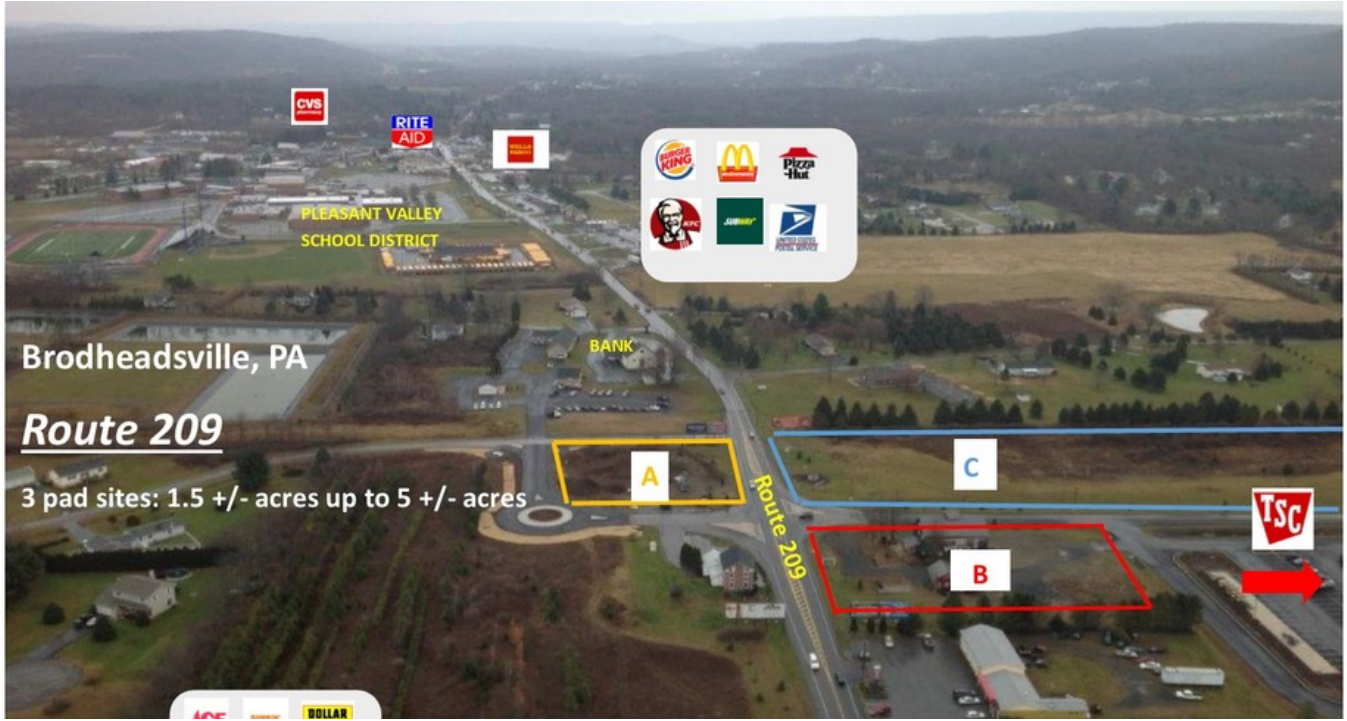 CVS
pharmacy
RITE
AID
WELLS
FARGO
BURGER
KING
McDonald's
Pizza
Hut
KFC
SUBWAY
UNITED STATES
POSTAL SERVICE
PLEASANT VALLEY
SCHOOL DISTRICT
BANK
Brodheadsville, PA
Route 209
3 pad sites: 1.5 +/- acres up to 5 +/- acres
A
C
B
Route 209
TSC
ACE
DUNKIN'
DOLLAR